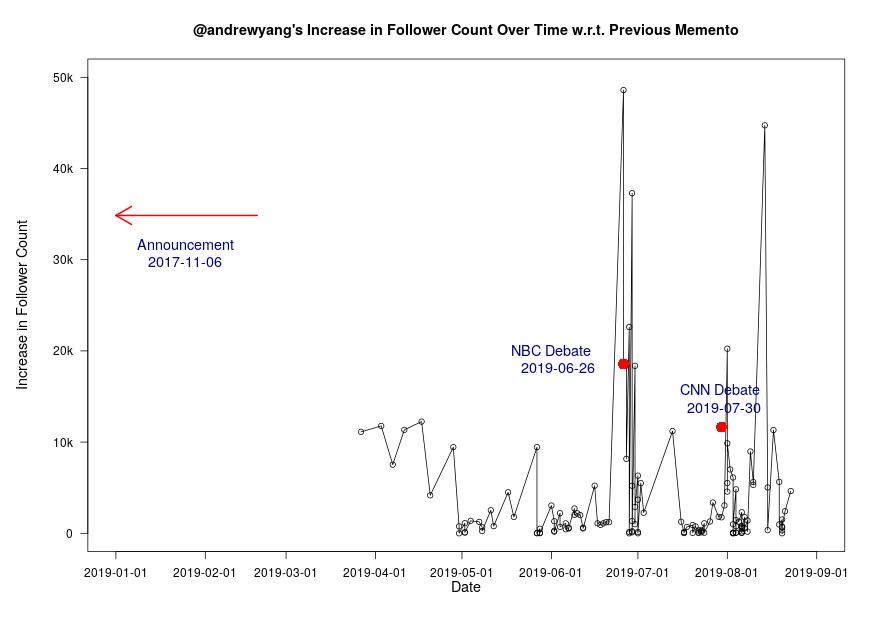 @andrewyang's Increase in Follower Count Over Time w.r.t. Previous Memento
50k
40k
30k
20k
10k
0
Increase in Follower Count
Announcement
2017-11-06
NBC Debate
2019-06-26
CNN Debate
2019-07-30
2019-01-01 2019-02-01 2019-03-01 2019-04-01 2019-05-01 2019-06-01 2019-07-01 2019-08-01 2019-09-01
Date